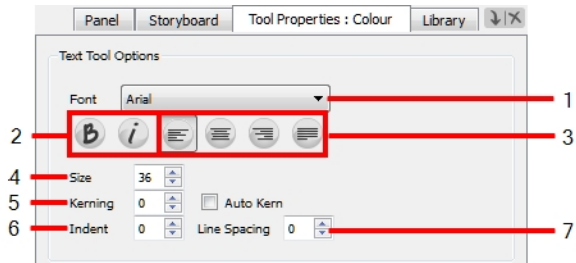 Panel Storyboard Tool Properties : Colour Library
Text Tool Options
Font Arial 1
2 B i 3
4 Size 36
5 Kerning 0 Auto Kern
6 Indent 0 Line Spacing 0 7